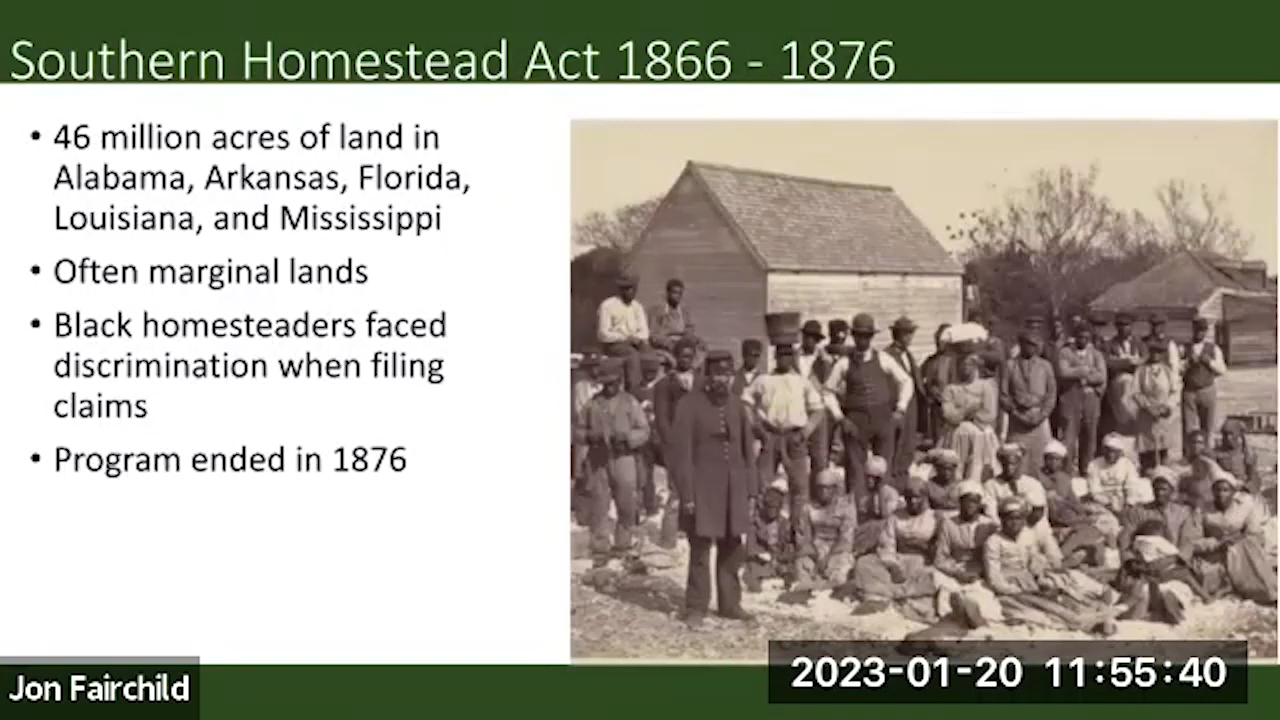 Southern Homestead Act 1866 - 1876
• 46 million acres of land in
Alabama, Arkansas, Florida,
Louisiana, and Mississippi
• Often marginal lands
• Black homesteaders faced
discrimination when filing
claims
• Program ended in 1876
Jon Fairchild
2023-01-20 11:55:40